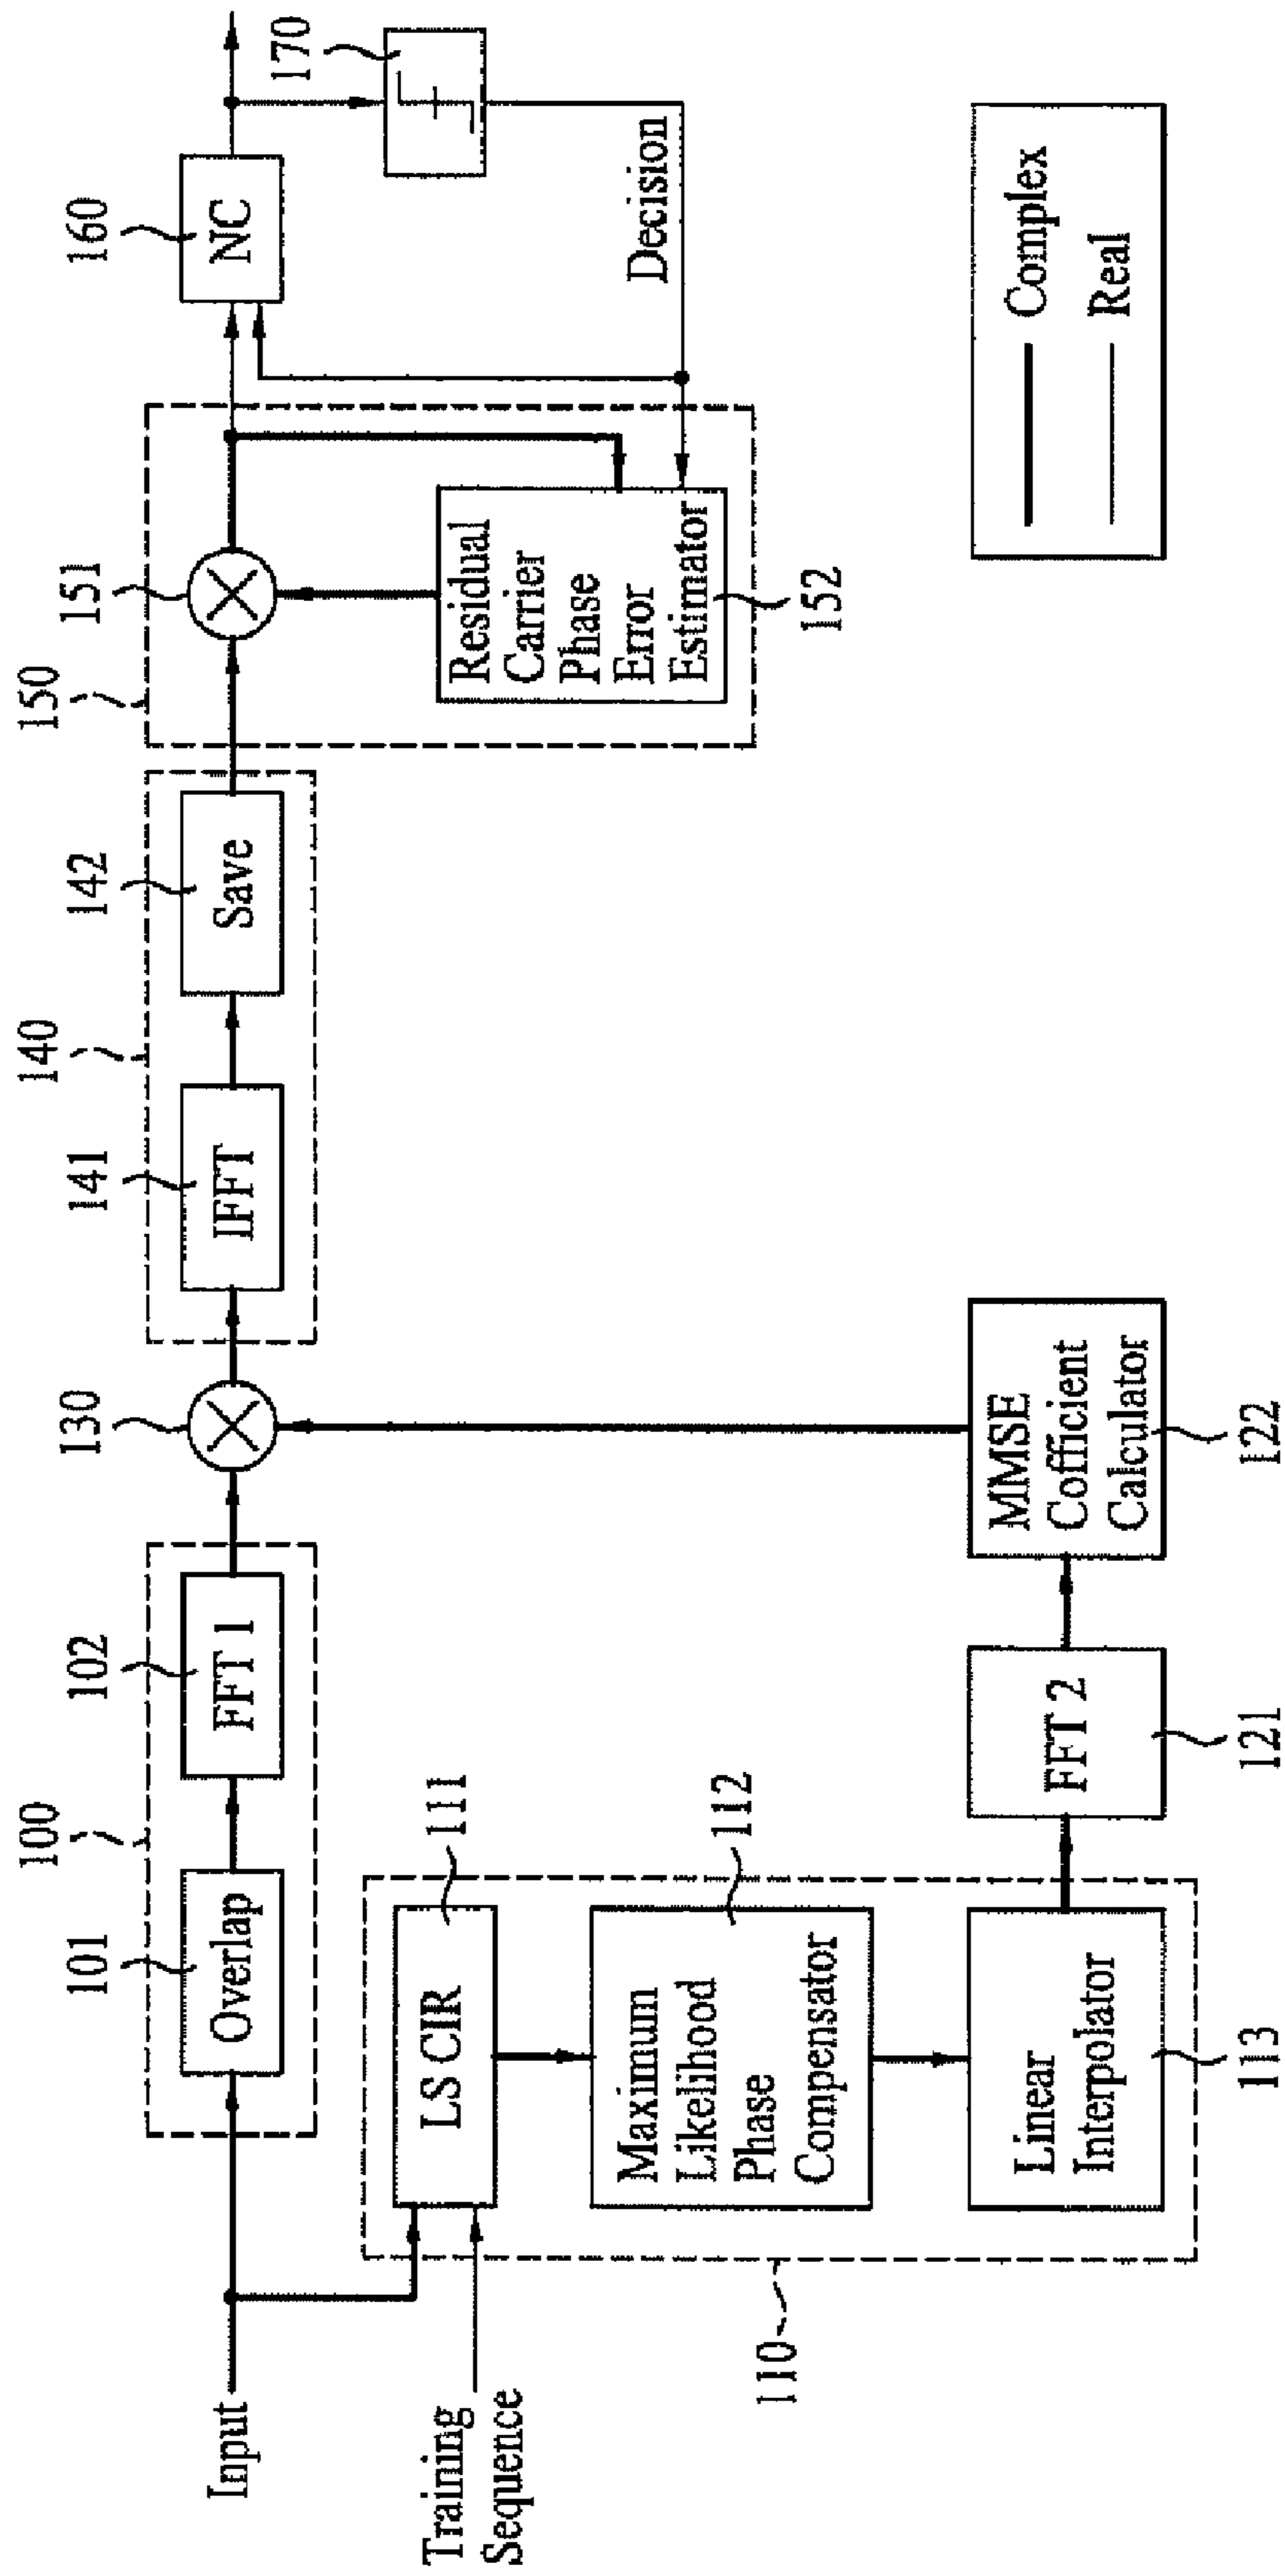 100
101
Overlap
102
FFT 1
130
140
141
IFFT
142
Save
150
151
160
NC
170
Input
Training
Sequence
111
LS CIR
112
Maximun
Likelihood
Phase
Compensator
110
Linear
Interpolator
113
FFT 2
121
MMSE
Cofficient
Calculator
122
Residual
Carrier
Phase
Error
Estimator
152
Decision
Complex
Real